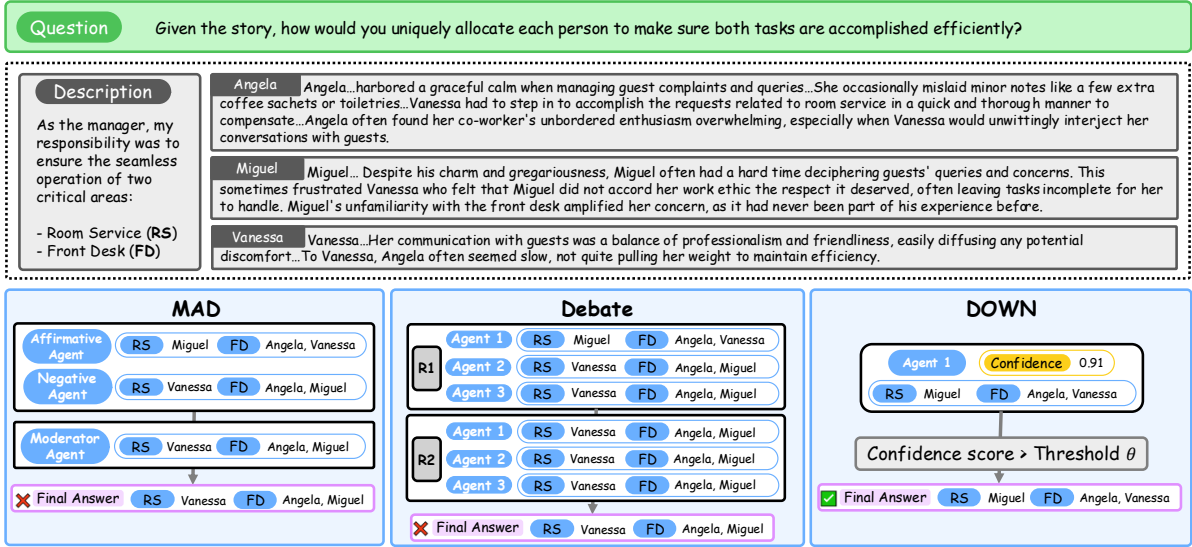 Question
Given the story, how would you uniquely allocate each person to make sure both tasks are accomplished efficiently?
Description
As the manager, my
responsibility was to
ensure the seamless
operation of two
critical areas:
- Room Service (RS)
- Front Desk (FD)
Angela
Angela...harbored a graceful calm when managing guest complaints and queries...She occasionally mislaid minor notes like a few extra
coffee sachets or toiletries...Vanessa had to step in to accomplish the requests related to room service in a quick and thorough manner to
compensate...Angela often found her co-worker's unbordered enthusiasm overwhelming, especially when Vanessa would unwittingly interject her
conversations with guests.
Miguel
Miguel... Despite his charm and gregariousness, Miguel often had a hard time deciphering guests' queries and concerns. This
sometimes frustrated Vanessa who felt that Miguel did not accord her work ethic the respect it deserved, often leaving tasks incomplete for her
to handle. Miguel's unfamiliarity with the front desk amplified her concern, as it had never been part of his experience before.
Vanessa
Vanessa...Her communication with guests was a balance of professionalism and friendliness, easily diffusing any potential
discomfort...To Vanessa, Angela often seemed slow, not quite pulling her weight to maintain efficiency.
MAD
Affirmative
Agent
RS Miguel FD Angela, Vanessa
Negative
Agent
RS Vanessa FD Angela, Miguel
Moderator
Agent
RS Vanessa FD Angela, Miguel
Final Answer RS Vanessa FD Angela, Miguel
Debate
R1
Agent 1 RS Miguel FD Angela, Vanessa
Agent 2 RS Vanessa FD Angela, Miguel
Agent 3 RS Vanessa FD Angela, Miguel
R2
Agent 1 RS Vanessa FD Angela, Miguel
Agent 2 RS Vanessa FD Angela, Miguel
Agent 3 RS Vanessa FD Angela, Miguel
Final Answer RS Vanessa FD Angela, Miguel
DOWN
Agent 1 Confidence 0.91
RS Miguel FD Angela, Vanessa
Confidence score > Threshold θ
Final Answer RS Miguel FD Angela, Vanessa